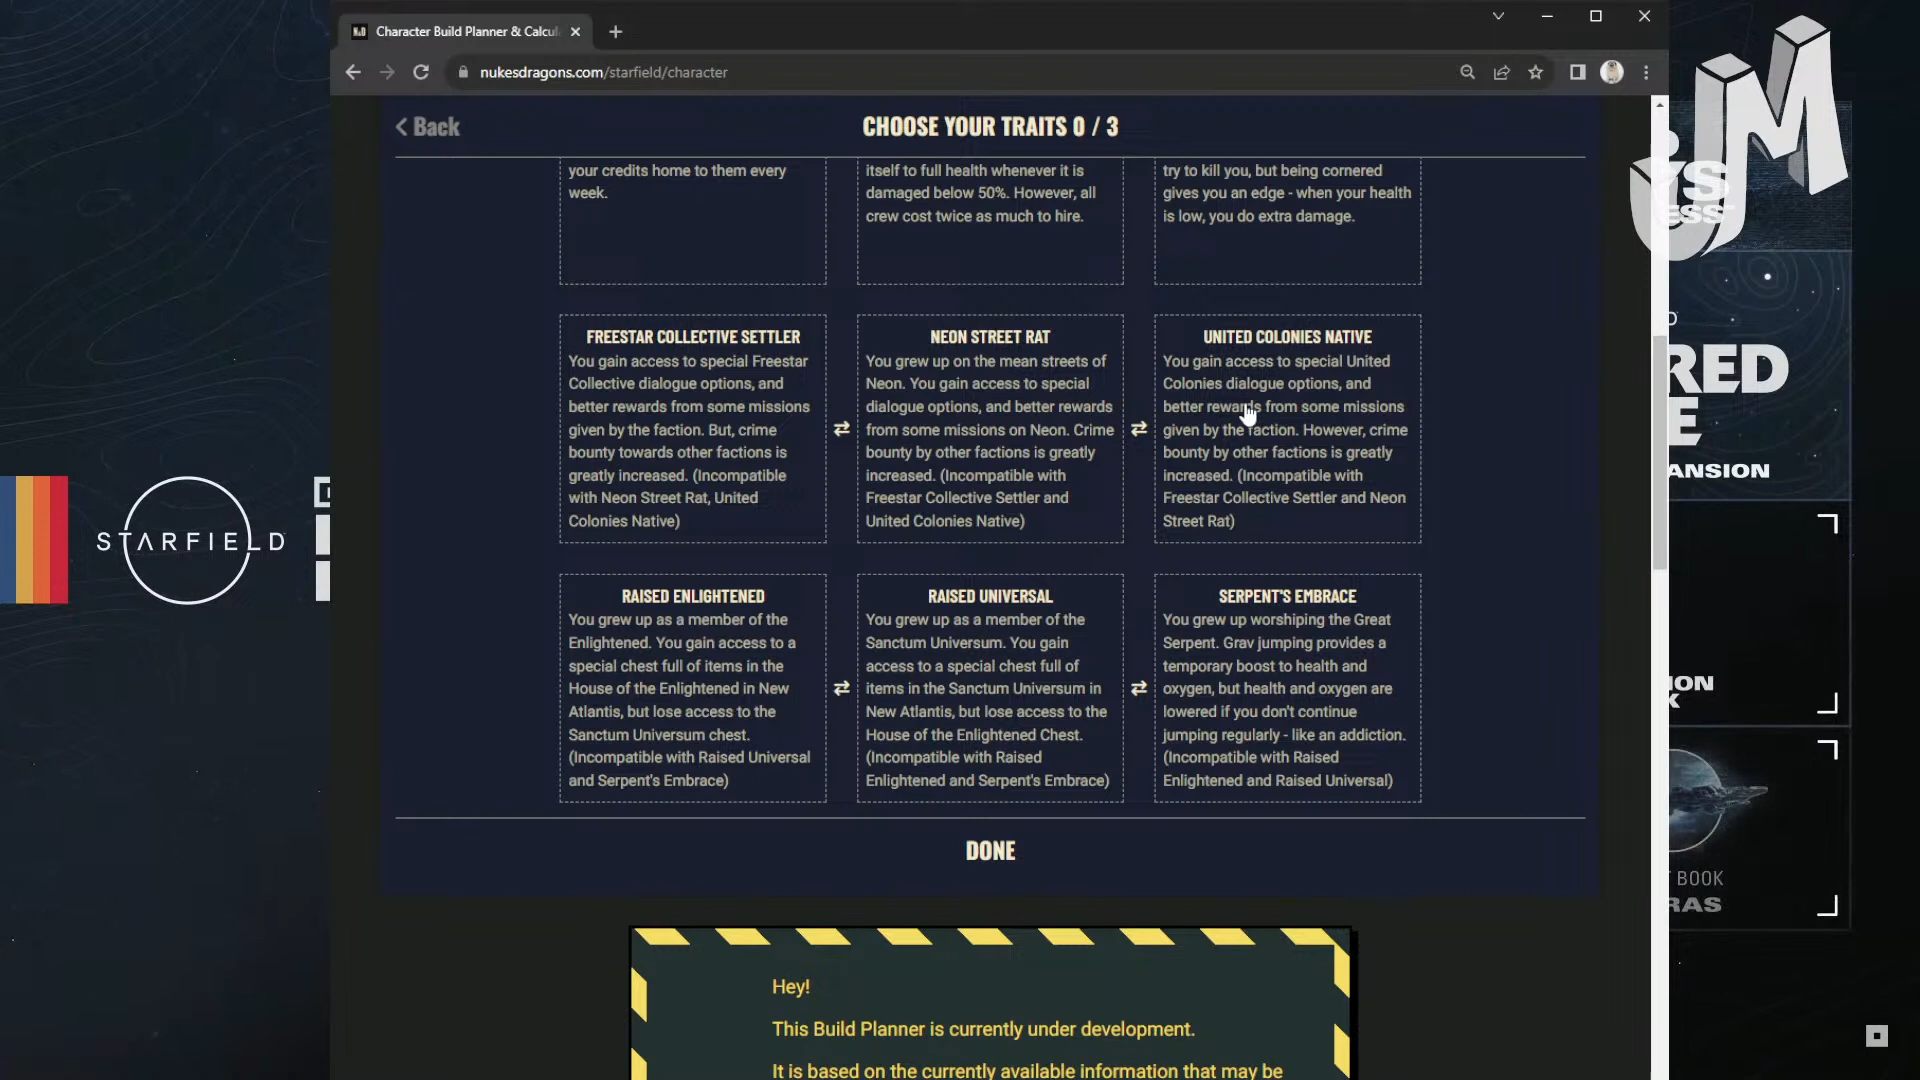 Character Build Planner & Calcul
nukesdragons.com/starfield/character
Back
CHOOSE YOUR TRAITS 0 / 3
your credits home to them every
week.
itself to full health whenever it is
damaged below 50%. However, all
crew cost twice as much to hire.
try to kill you, but being cornered
gives you an edge - when your health
is low, you do extra damage.
FREESTAR COLLECTIVE SETTLER
You gain access to special Freestar
Collective dialogue options, and
better rewards from some missions
given by the faction. But, crime
bounty towards other factions is
greatly increased. (Incompatible
with Neon Street Rat, United
Colonies Native)
NEON STREET RAT
You grew up on the mean streets of
Neon. You gain access to special
dialogue options, and better rewards
from some missions on Neon. Crime
bounty by other factions is greatly
increased. (Incompatible with
Freestar Collective Settler and
United Colonies Native)
UNITED COLONIES NATIVE
You gain access to special United
Colonies dialogue options, and
better rewards from some missions
given by the faction. However, crime
bounty by other factions is greatly
increased. (Incompatible with
Freestar Collective Settler and Neon
Street Rat)
RAISED ENLIGHTENED
You grew up as a member of the
Enlightened. You gain access to a
special chest full of items in the
House of the Enlightened in New
Atlantis, but lose access to the
Sanctum Universum chest.
(Incompatible with Raised Universal
and Serpent's Embrace)
RAISED UNIVERSAL
You grew up as a member of the
Sanctum Universum. You gain
access to a special chest full of
items in the Sanctum Universum in
New Atlantis, but lose access to the
House of the Enlightened Chest.
(Incompatible with Raised
Enlightened and Serpent's Embrace)
SERPENT'S EMBRACE
You grew up worshiping the Great
Serpent. Grav jumping provides a
temporary boost to health and
oxygen, but health and oxygen are
lowered if you don't continue
jumping regularly - like an addiction.
(Incompatible with Raised
Enlightened and Raised Universal)
DONE
Hey!
This Build Planner is currently under development.
It is based on the currently available information that may be
STARFIELD
JM
iS
ESS
RED
E
ANSION
ION
K
BOOK
RAS